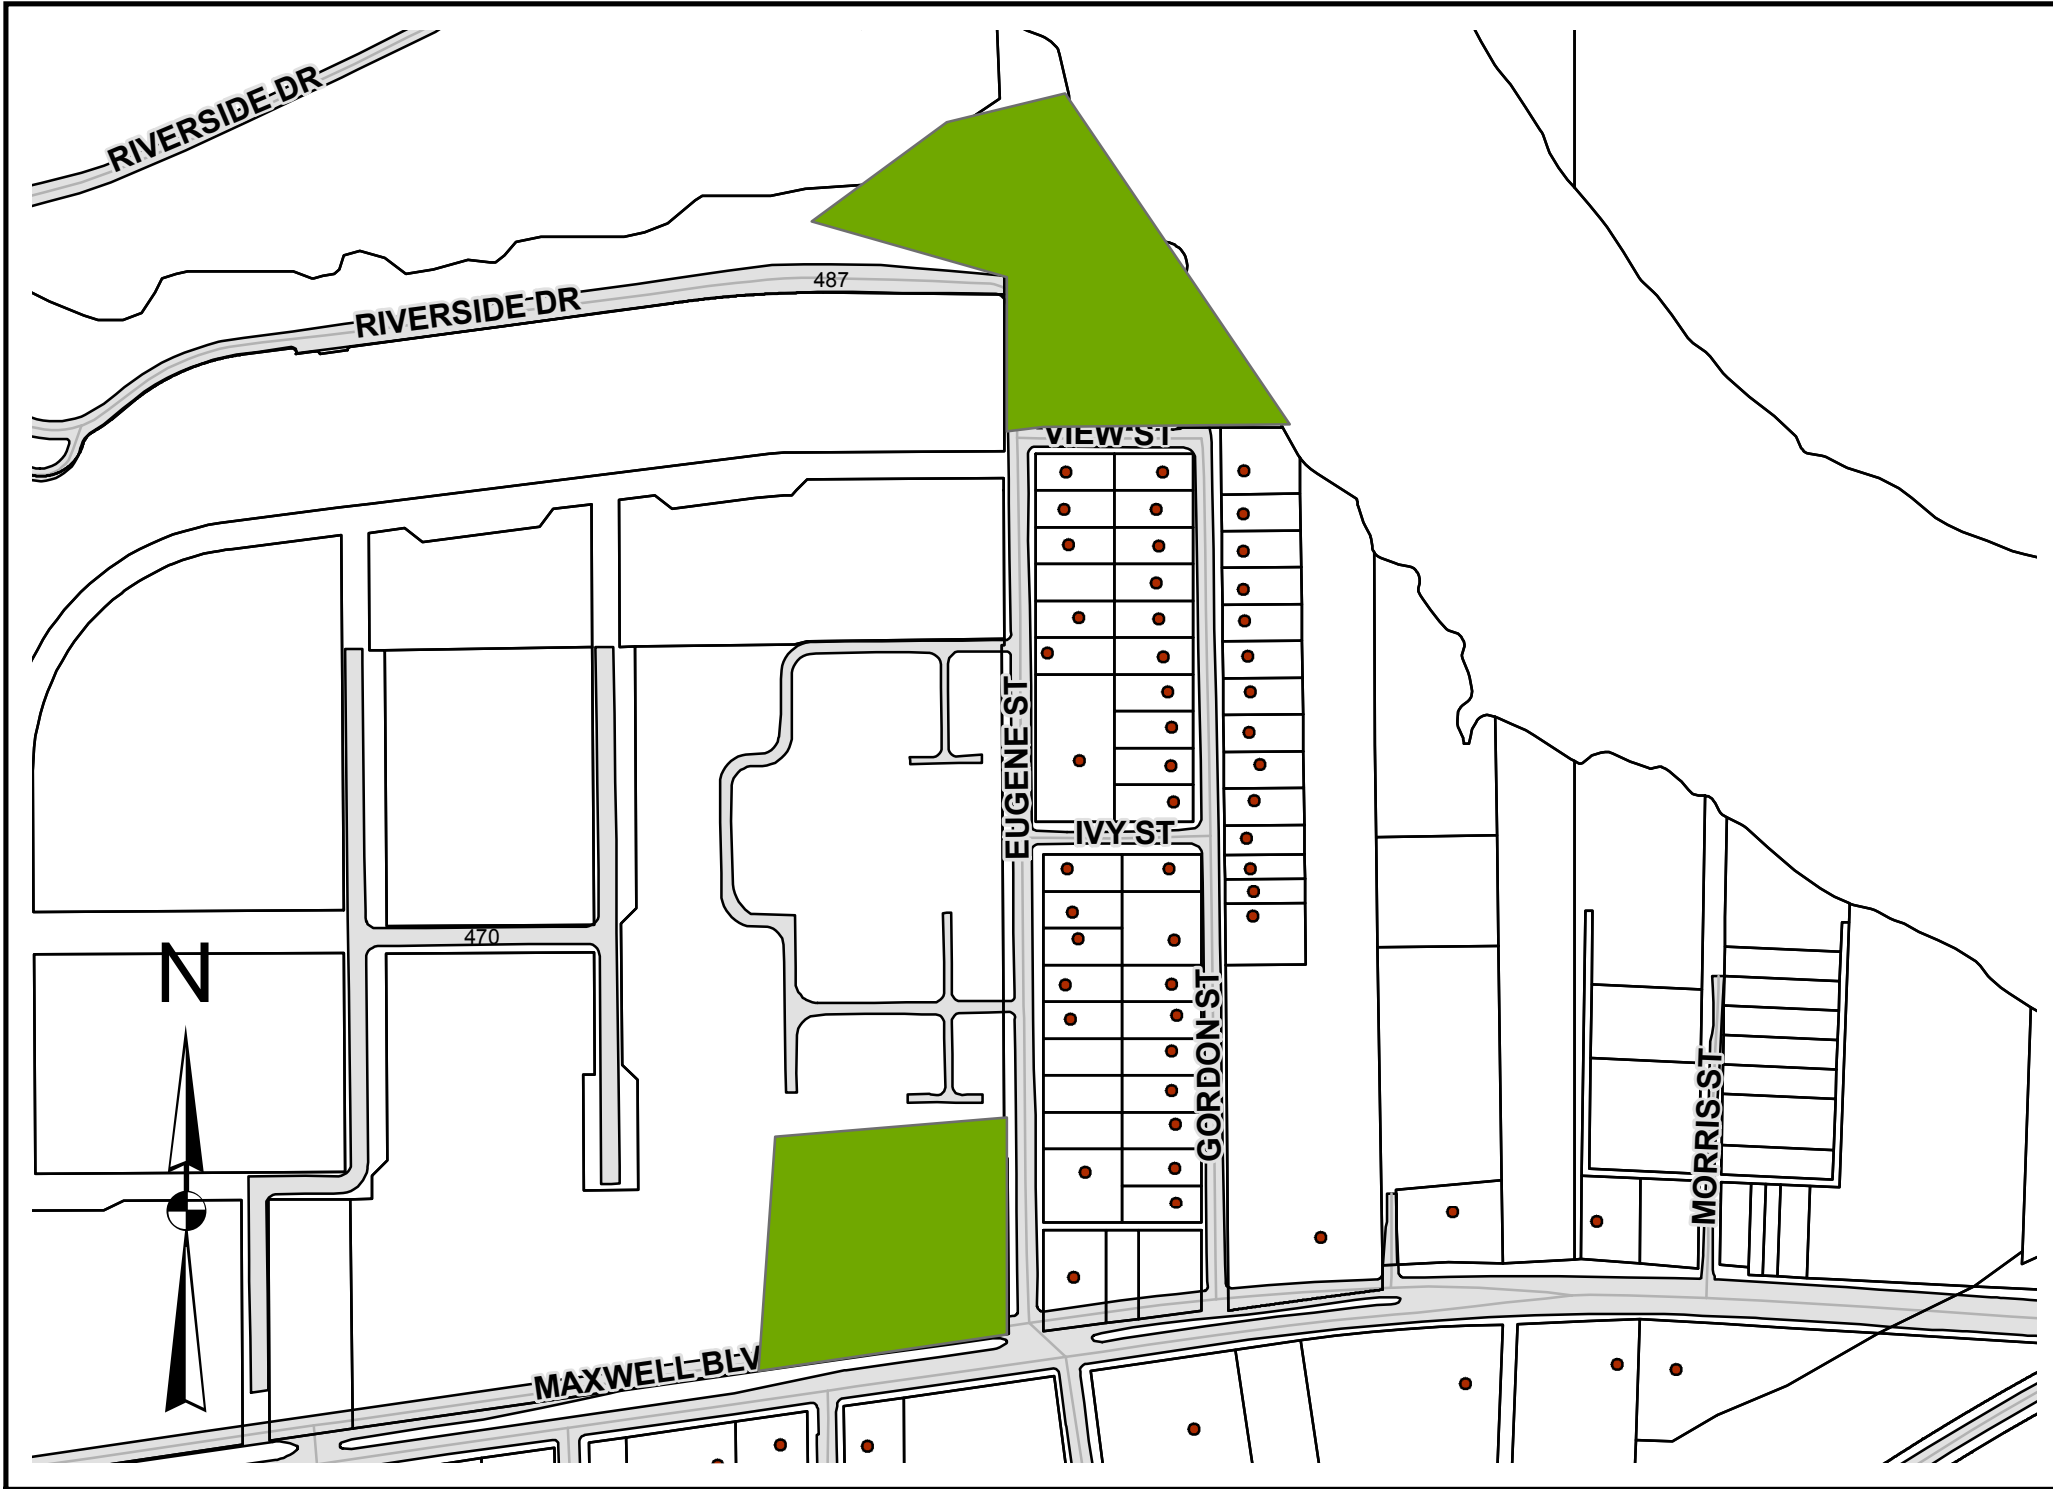 RIVERSIDE DR
487
RIVERSIDE DR
VIEW ST
EUGENE ST
IVY ST
470
N
GORDON ST
MORRIS ST
MAXWELL BLV